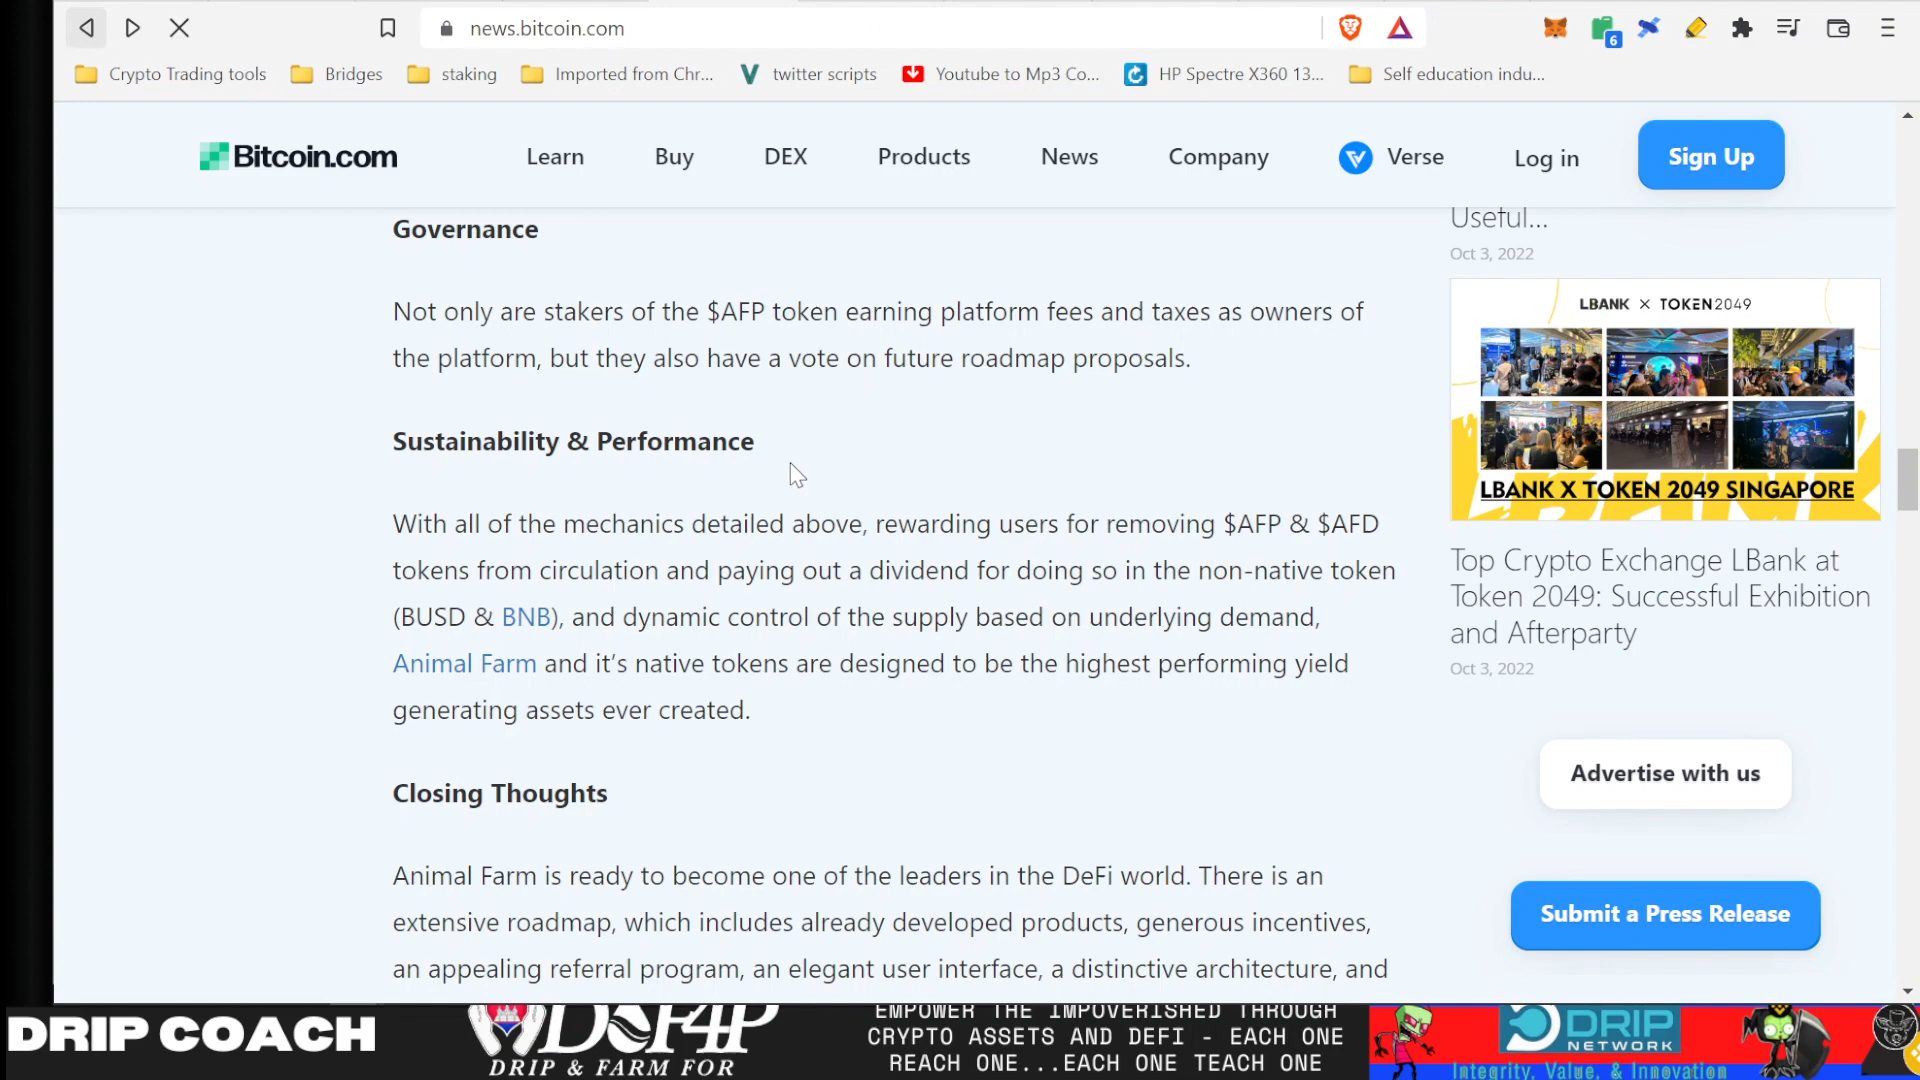 news.bitcoin.com
6
Crypto Trading tools
Bridges
staking
Imported from Chr...
twitter scripts
Youtube to Mp3 Co...
HP Spectre X360 13...
Self education indu...
Bitcoin.com
Learn
Buy
DEX
Products
News
Company
Verse
Log in
Sign Up
Governance
Not only are stakers of the $AFP token earning platform fees and taxes as owners of
the platform, but they also have a vote on future roadmap proposals.
Sustainability & Performance
With all of the mechanics detailed above, rewarding users for removing $AFP & $AFD
tokens from circulation and paying out a dividend for doing so in the non-native token
(BUSD & BNB), and dynamic control of the supply based on underlying demand,
Animal Farm and it’s native tokens are designed to be the highest performing yield
generating assets ever created.
Closing Thoughts
Animal Farm is ready to become one of the leaders in the DeFi world. There is an
extensive roadmap, which includes already developed products, generous incentives,
an appealing referral program, an elegant user interface, a distinctive architecture, and
Useful...
Oct 3, 2022
LBANK X TOKEN2049
LBANK X TOKEN 2049 SINGAPORE
Top Crypto Exchange LBank at
Token 2049: Successful Exhibition
and Afterparty
Oct 3, 2022
Advertise with us
Submit a Press Release
DRIP COACH
DSF4P
DRIP & FARM FOR
EMPOWER THE IMPOVERISHED THROUGH
CRYPTO ASSETS AND DEFI - EACH ONE
REACH ONE...EACH ONE TEACH ONE
DRIP
NETWORK
Integrity, Value, & Innovation